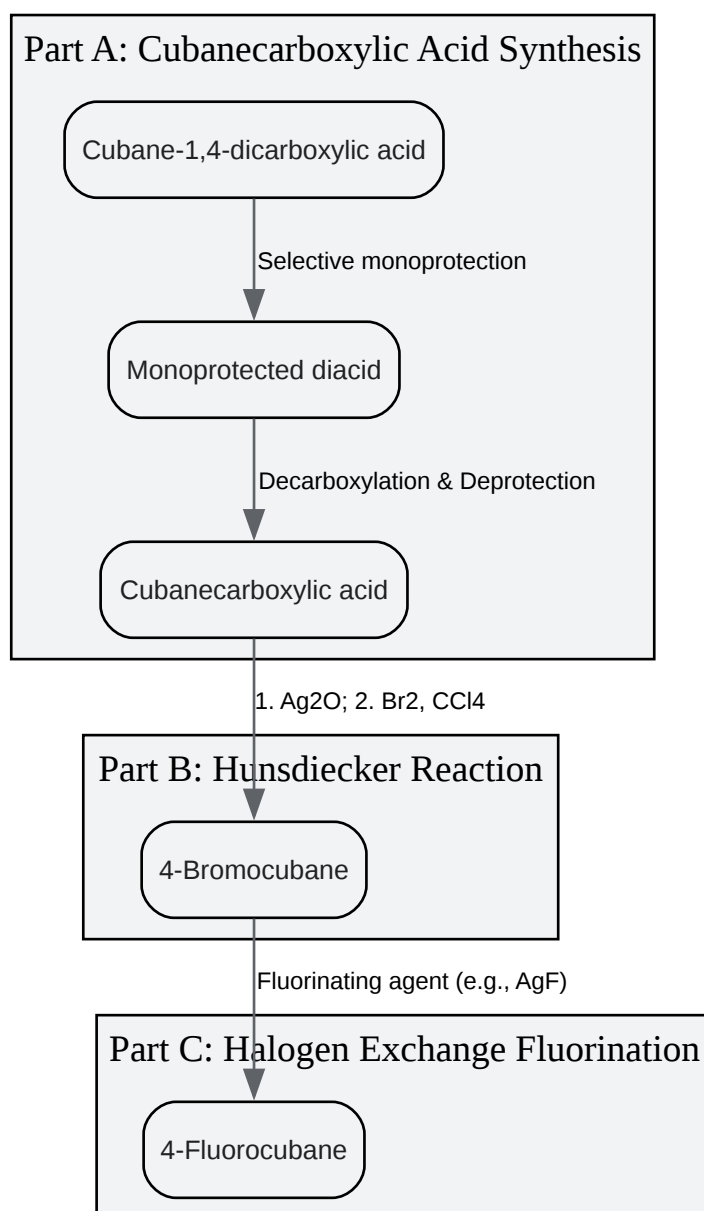 Part A: Cubanecarboxylic Acid Synthesis
Cubane-1,4-dicarboxylic acid
Selective monoprotection
Monoprotected diacid
Decarboxylation & Deprotection
Cubanecarboxylic acid
1. Ag2O; 2. Br2, CCl4
Part B: Hunsdiecker Reaction
4-Bromocubane
Fluorinating agent (e.g., AgF)
Part C: Halogen Exchange Fluorination
4-Fluorocubane